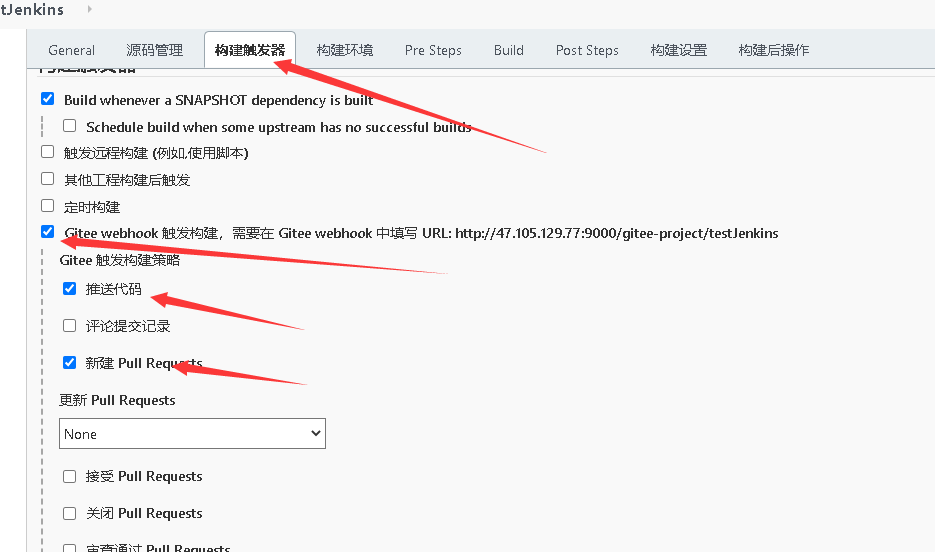 tJenkins
General 源码管理 构建触发器 构建环境 Pre Steps Build Post Steps 构建设置 构建后操作
构建触发器
Build whenever a SNAPSHOT dependency is built
Schedule build when some upstream has no successful builds
触发远程构建 (例如,使用脚本)
其他工程构建后触发
定时构建
Gitee webhook 触发构建，需要在 Gitee webhook 中填写 URL: http://47.105.129.77:9000/gitee-project/testJenkins
Gitee 触发构建策略
推送代码
评论提交记录
新建 Pull Requests
更新 Pull Requests
None
接受 Pull Requests
关闭 Pull Requests
审查通过 Pull Requests